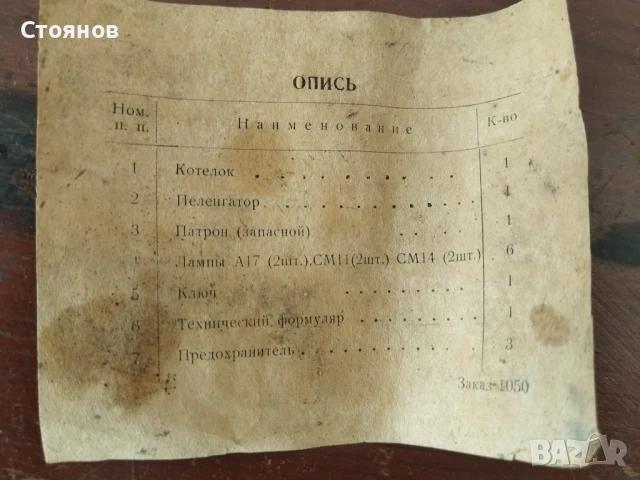 Стоянов
ОПИСЬ
Ном. п. п. Наименование К-во
1 Котелок 1
2 Пеленгатор 1
3 Патрон (запасной) 1
Лампы А17 (2шт.),СМ11(2шт.) СМ14 (2шт.) 6
5 Ключ 1
6 Технический формуляр 1
7 Предохранитель 3
Заказ 1050
BAZAR